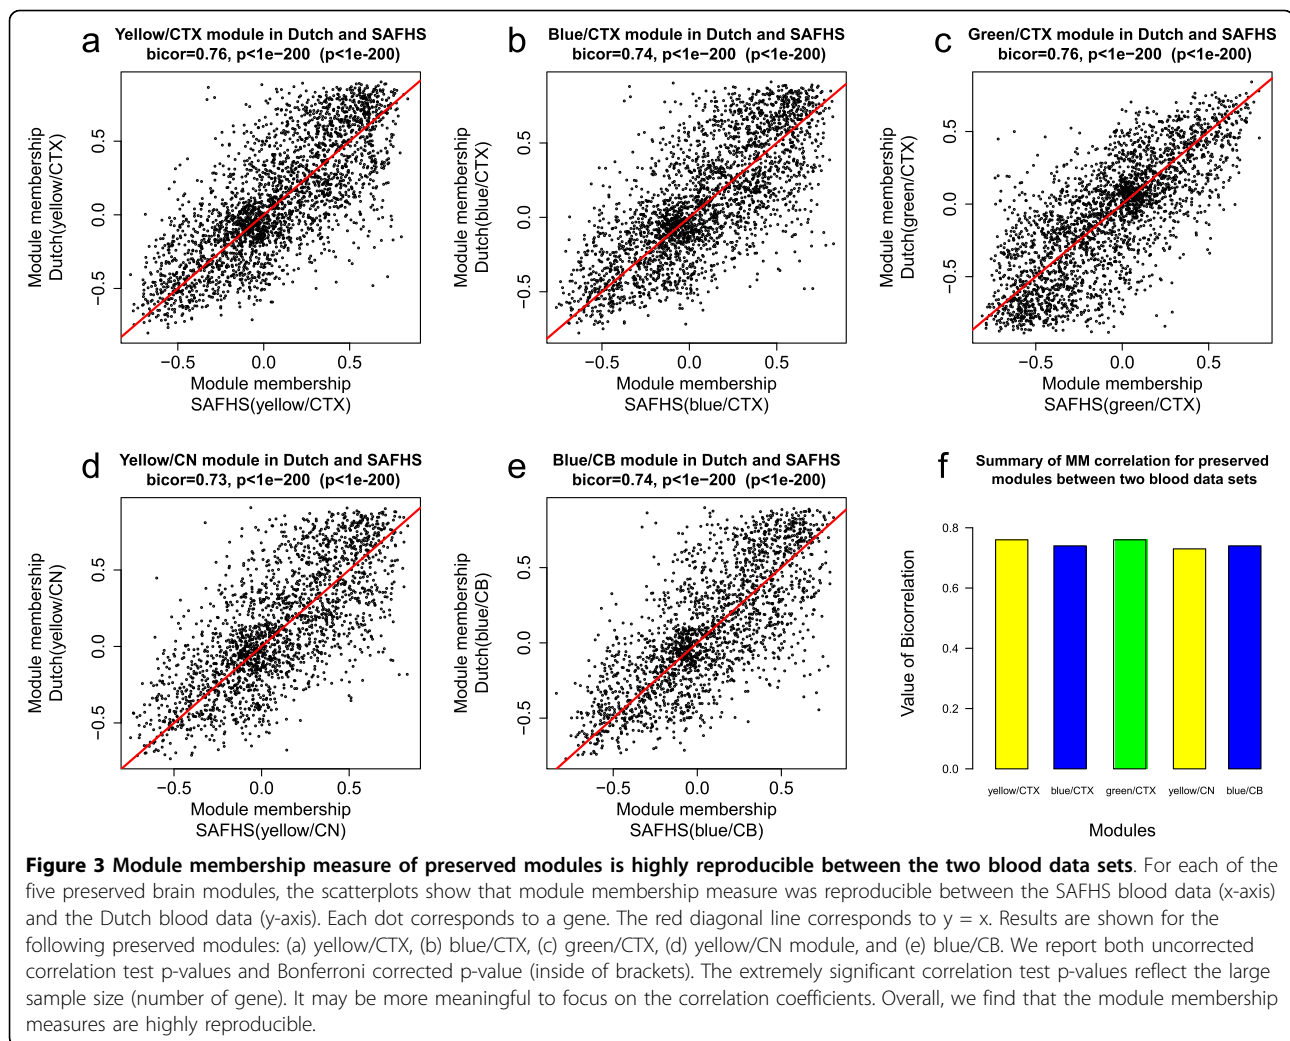 a
Yellow/CTX module in Dutch and SAFHS
bicor=0.76, p<1e−200 (p<1e-200)
Module membership
Dutch(yellow/CTX)
0.5
0.0
−0.5
−0.5 0.0 0.5
Module membership
SAFHS(yellow/CTX)
b
Blue/CTX module in Dutch and SAFHS
bicor=0.74, p<1e−200 (p<1e-200)
Module membership
Dutch(blue/CTX)
0.5
0.0
−0.5
−0.5 0.0 0.5
Module membership
SAFHS(blue/CTX)
c
Green/CTX module in Dutch and SAFHS
bicor=0.76, p<1e−200 (p<1e-200)
Module membership
Dutch(green/CTX)
0.5
0.0
−0.5
−0.5 0.0 0.5
Module membership
SAFHS(green/CTX)
d
Yellow/CN module in Dutch and SAFHS
bicor=0.73, p<1e−200 (p<1e-200)
Module membership
Dutch(yellow/CN)
0.5
0.0
−0.5
−0.5 0.0 0.5
Module membership
SAFHS(yellow/CN)
e
Blue/CB module in Dutch and SAFHS
bicor=0.74, p<1e−200 (p<1e-200)
Module membership
Dutch(blue/CB)
0.5
0.0
−0.5
−0.5 0.0 0.5
Module membership
SAFHS(blue/CB)
f
Summary of MM correlation for preserved
modules between two blood data sets
Value of Bicorrelation
0.8
0.6
0.4
0.2
0.0
yellow/CTX blue/CTX green/CTX yellow/CN blue/CB
Modules
Figure 3 Module membership measure of preserved modules is highly reproducible between the two blood data sets. For each of the
five preserved brain modules, the scatterplots show that module membership measure was reproducible between the SAFHS blood data (x-axis)
and the Dutch blood data (y-axis). Each dot corresponds to a gene. The red diagonal line corresponds to y = x. Results are shown for the
following preserved modules: (a) yellow/CTX, (b) blue/CTX, (c) green/CTX, (d) yellow/CN module, and (e) blue/CB. We report both uncorrected
correlation test p-values and Bonferroni corrected p-value (inside of brackets). The extremely significant correlation test p-values reflect the large
sample size (number of gene). It may be more meaningful to focus on the correlation coefficients. Overall, we find that the module membership
measures are highly reproducible.